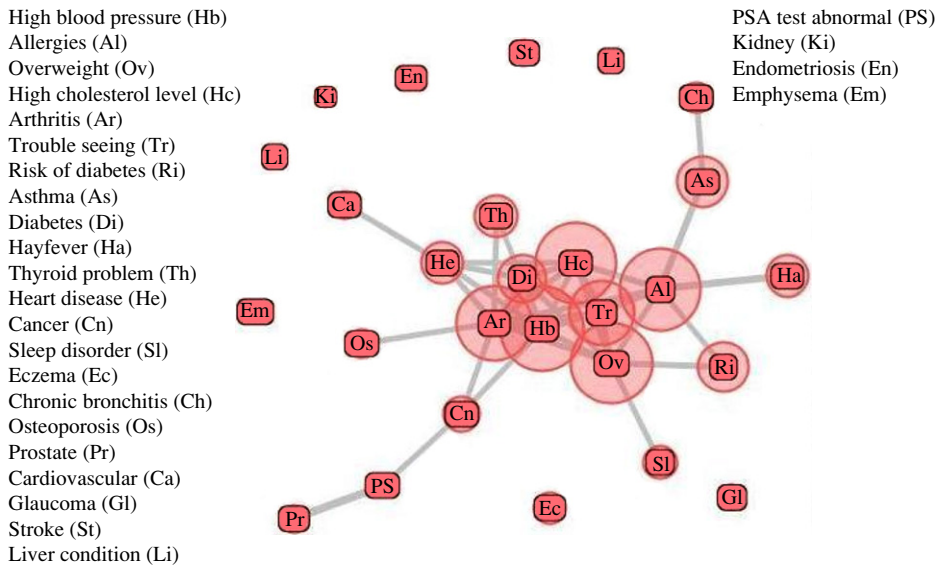 High blood pressure (Hb)
Allergies (Al)
Overweight (Ov)
High cholesterol level (Hc)
Arthritis (Ar)
Trouble seeing (Tr)
Risk of diabetes (Ri)
Asthma (As)
Diabetes (Di)
Hayfever (Ha)
Thyroid problem (Th)
Heart disease (He)
Cancer (Cn)
Sleep disorder (Sl)
Eczema (Ec)
Chronic bronchitis (Ch)
Osteoporosis (Os)
Prostate (Pr)
Cardiovascular (Ca)
Glaucoma (Gl)
Stroke (St)
Liver condition (Li)
PSA test abnormal (PS)
Kidney (Ki)
Endometriosis (En)
Emphysema (Em)
St
Li
En
Ki
Ch
Li
As
Ca
Th
He
Hc
Di
Al
Ha
Em
Ar
Hb
Tr
Os
Ov
Ri
Cn
Sl
PS
Gl
Ec
Pr